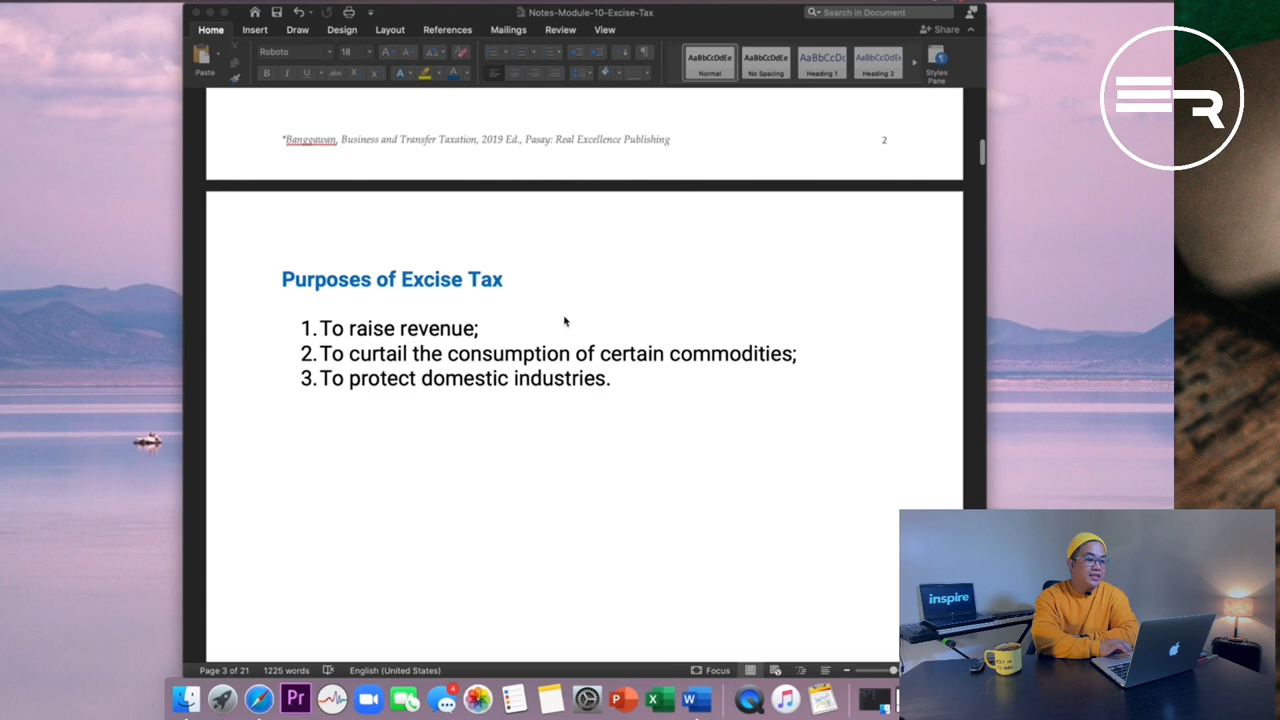 Notes-Module-10-Excise-Tax
Search in Document
Home Insert Draw Design Layout References Mailings Review View
Share
Roboto 18
Paste
AaBbCcDdEe AaBbCcDdEe AaBbCcDc AaBbCcDdEe
Normal No Spacing Heading 1 Heading 2
Styles Pane
*Banggawan, Business and Transfer Taxation, 2019 Ed., Pasay: Real Excellence Publishing
2
Purposes of Excise Tax
1. To raise revenue;
2. To curtail the consumption of certain commodities;
3. To protect domestic industries.
Page 3 of 21 1225 words English (United States) Focus
Pr
4
P X W
inspire
ER